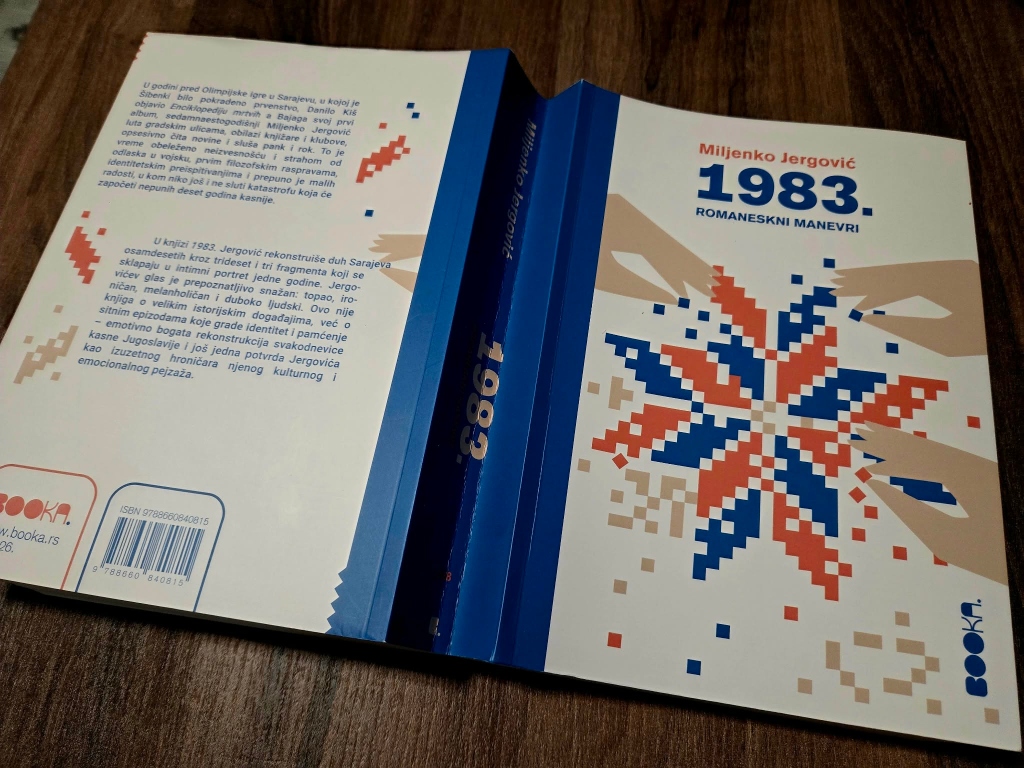 U godini pred Olimpijske igre u Sarajevu, u kojoj je
Šibenki bilo pokradeno prvenstvo, Danilo Kiš
objavio Enciklopediju mrtvih a Bajaga svoj prvi
album, sedamnaestogodišnji Miljenko Jergović
luta gradskim ulicama, obilazi knjižare i klubove,
opsesivno čita novine i sluša pank i rok. To je
vreme obeleženo neizvesnošću i strahom od
odlaska u vojsku, prvim filozofskim raspravama,
identitetskim preispitivanjima i prepuno je malih
radosti, u kom niko još i ne sluti katastrofu koja će
započeti nepunih deset godina kasnije.
U knjizi 1983. Jergović rekonstruiše duh Sarajeva
osamdesetih kroz trideset i tri fragmenta koji se
sklapaju u intimni portret jedne godine. Jergo-
vićev glas je prepoznatljivo snažan: topao, iro-
ničan, melanholičan i duboko ljudski. Ovo nije
knjiga o velikim istorijskim događajima, već o
sitnim epizodama koje grade identitet i pamćenje
– emotivno bogata rekonstrukcija svakodnevice
kasne Jugoslavije i još jedna potvrda Jergovića
kao izuzetnog hroničara njenog kulturnog i
emocionalnog pejzaža.
BOOKA.
w.booka.rs
26.
ISBN 9788660840815
9 788660 840815
Miljenko Jergović
1983.
Miljenko Jergović
1983.
ROMANESKNI MANEVRI
BOOKA.